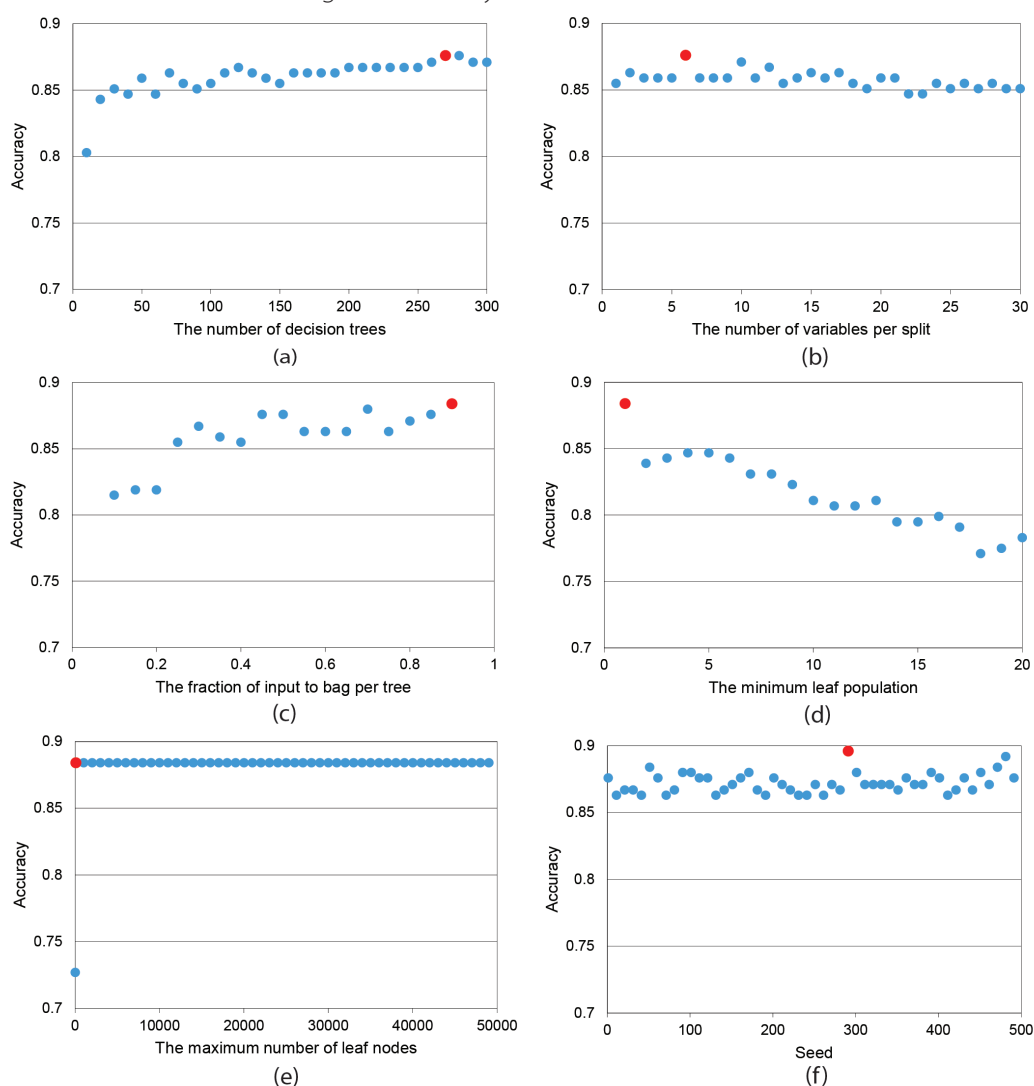 0.9
0.85
0.8
0.75
0.7
Accuracy
0 50 100 150 200 250 300
The number of decision trees
(a)
0.9
0.85
0.8
0.75
0.7
Accuracy
0 5 10 15 20 25 30
The number of variables per split
(b)
0.9
0.85
0.8
0.75
0.7
Accuracy
0 0.2 0.4 0.6 0.8 1
The fraction of input to bag per tree
(c)
0.9
0.85
0.8
0.75
0.7
Accuracy
0 5 10 15 20
The minimum leaf population
(d)
0.9
0.85
0.8
0.75
0.7
Accuracy
0 10000 20000 30000 40000 50000
The maximum number of leaf nodes
(e)
0.9
0.85
0.8
0.75
0.7
Accuracy
0 100 200 300 400 500
Seed
(f)